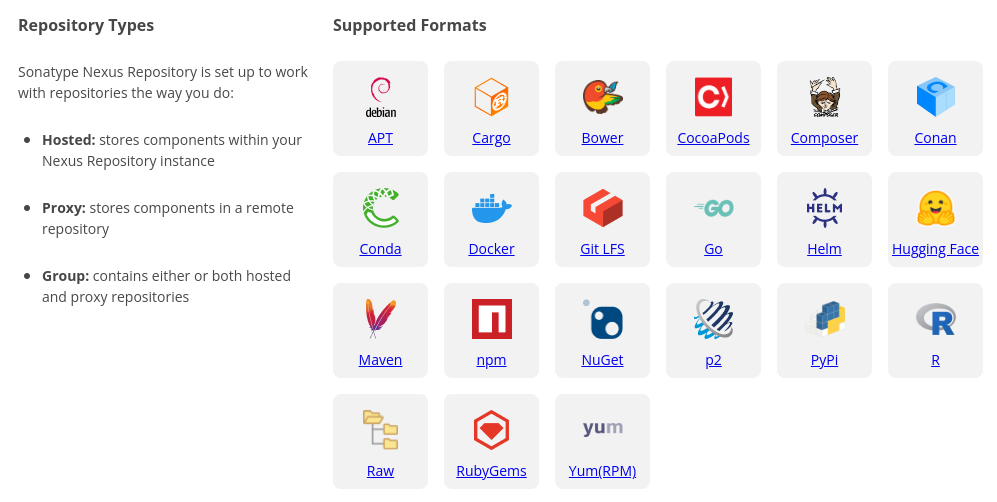 Repository Types
Sonatype Nexus Repository is set up to work
with repositories the way you do:
Hosted: stores components within your
Nexus Repository instance
Proxy: stores components in a remote
repository
Group: contains either or both hosted
and proxy repositories
Supported Formats
debian
APT
Cargo
Bower
CocoaPods
COMPOSER
Composer
Conan
Conda
Docker
Git LFS
GO
Go
HELM
Helm
Hugging Face
Maven
npm
NuGet
p2
PyPi
R
R
Raw
RubyGems
yum
Yum(RPM)